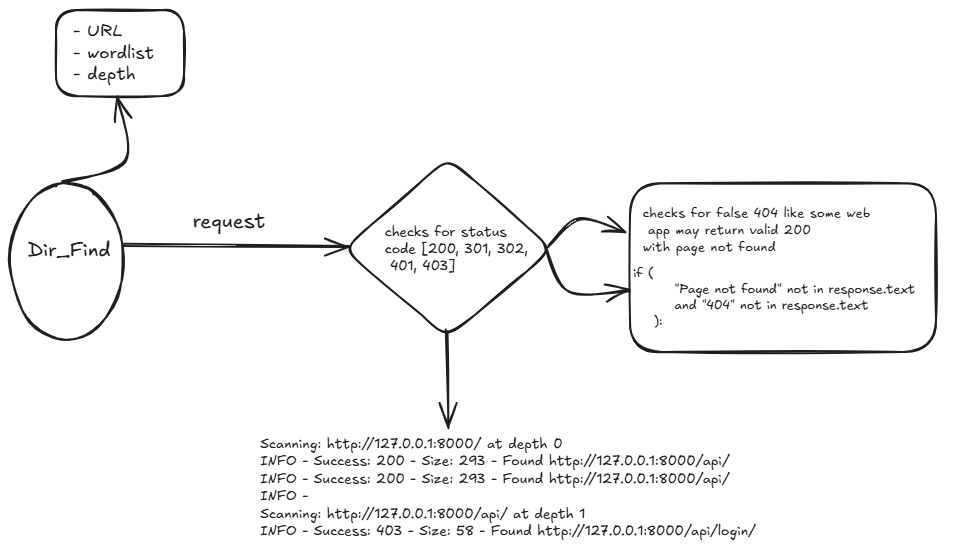 - URL
- wordlist
- depth
Dir_Find
request
checks for status
code [200, 301, 302,
401, 403]
checks for false 404 like some web
app may return valid 200
with page not found
if (
"Page not found" not in response.text
and "404" not in response.text
):
Scanning: http://127.0.0.1:8000/ at depth 0
INFO - Success: 200 - Size: 293 - Found http://127.0.0.1:8000/api/
INFO - Success: 200 - Size: 293 - Found http://127.0.0.1:8000/api/
INFO -
Scanning: http://127.0.0.1:8000/api/ at depth 1
INFO - Success: 403 - Size: 58 - Found http://127.0.0.1:8000/api/login/